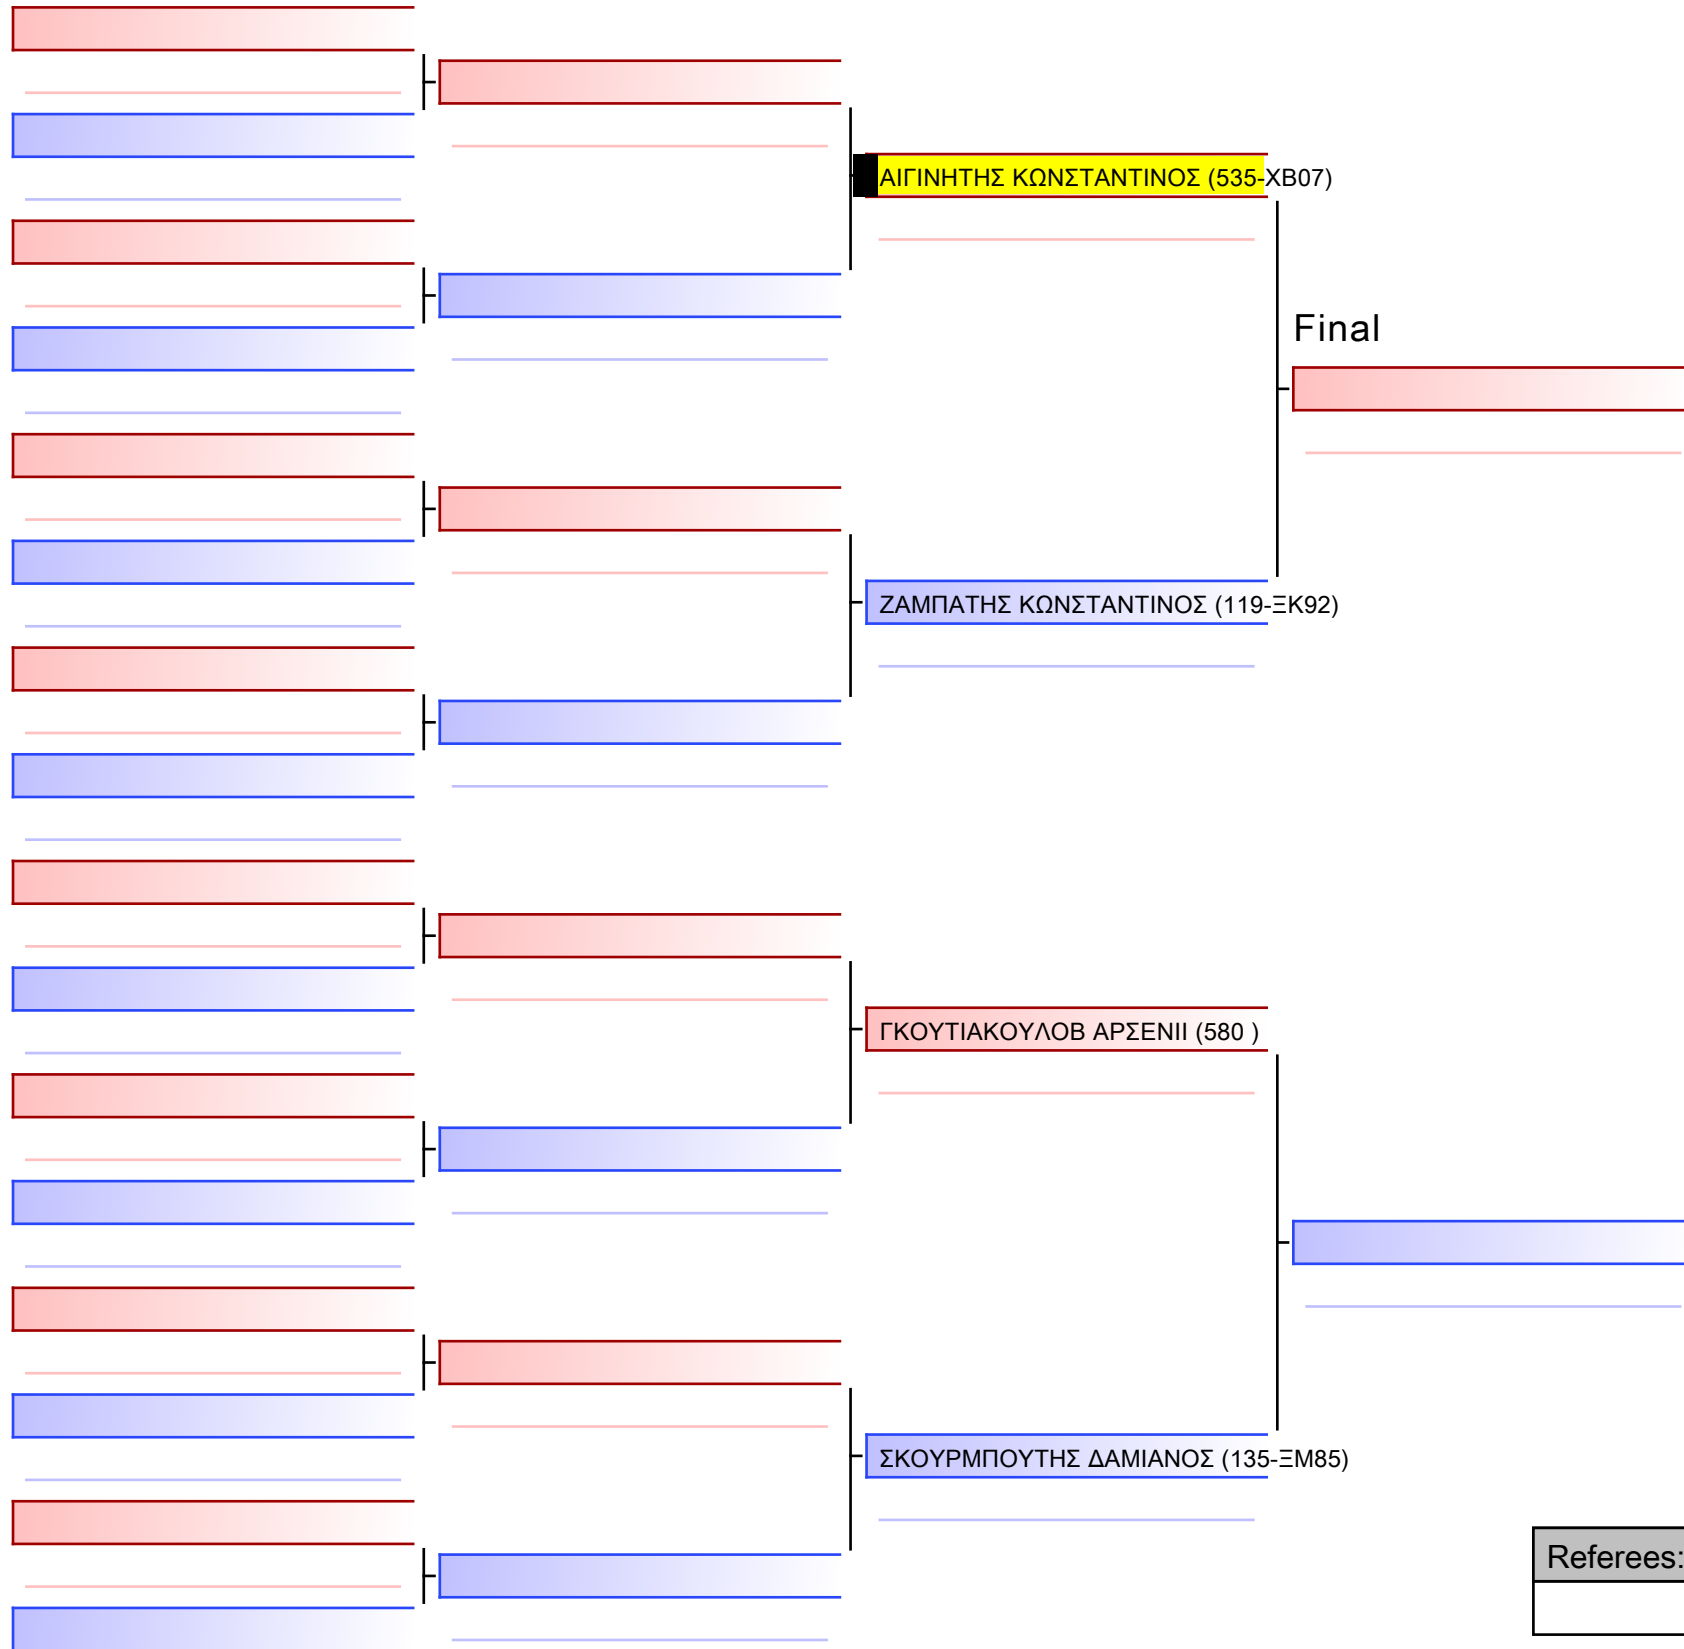 ΑΙΓΙΝΗΤΗΣ ΚΩΝΣΤΑΝΤΙΝΟΣ (535-ΧΒ07)
Final
ΖΑΜΠΑΤΗΣ ΚΩΝΣΤΑΝΤΙΝΟΣ (119-ΞΚ92)
ΓΚΟΥΤΙΑΚΟΥΛΟΒ ΑΡΣΕΝΙΙ (580 )
ΣΚΟΥΡΜΠΟΥΤΗΣ ΔΑΜΙΑΝΟΣ (135-ΞΜ85)
Referees: